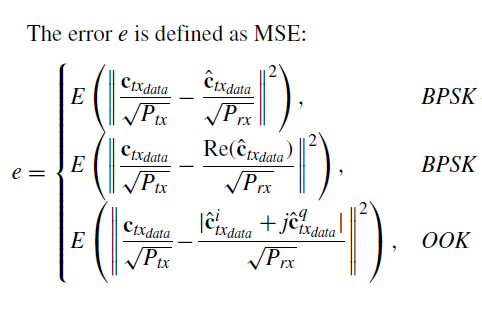 The error e is defined as MSE:
e = { E ( ‖ c_{tx_{data}} / √P_{tx} − ĉ_{tx_{data}} / √P_{rx} ‖² ), BPSK
E ( ‖ c_{tx_{data}} / √P_{tx} − Re(ĉ_{tx_{data}}) / √P_{rx} ‖² ), BPSK
E ( ‖ c_{tx_{data}} / √P_{tx} − |ĉ^i_{tx_{data}} + jĉ^q_{tx_{data}}| / √P_{rx} ‖² ), OOK